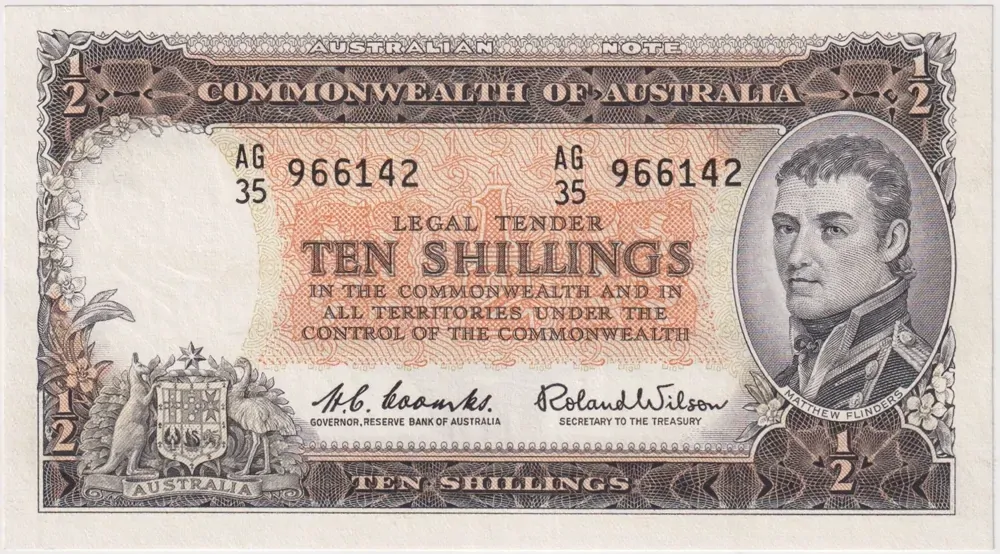 AUSTRALIAN NOTE
1/2 1/2
COMMONWEALTH OF AUSTRALIA
AG 35 966142 AG 35 966142
LEGAL TENDER
TEN SHILLINGS
IN THE COMMONWEALTH AND IN
ALL TERRITORIES UNDER THE
CONTROL OF THE COMMONWEALTH
H.C. Coombs. Roland Wilson
GOVERNOR, RESERVE BANK OF AUSTRALIA SECRETARY TO THE TREASURY
MATTHEW FLINDERS
1/2 1/2
AUSTRALIA
TEN SHILLINGS